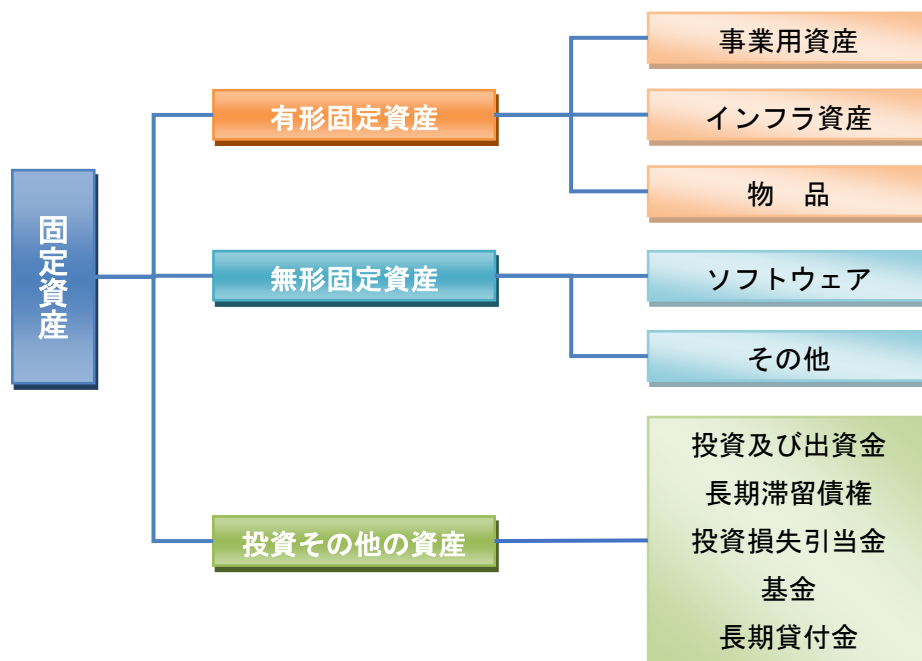 固定資産
有形固定資産
事業用資産
インフラ資産
物　品
無形固定資産
ソフトウェア
その他
投資その他の資産
投資及び出資金
長期滞留債権
投資損失引当金
基金
長期貸付金